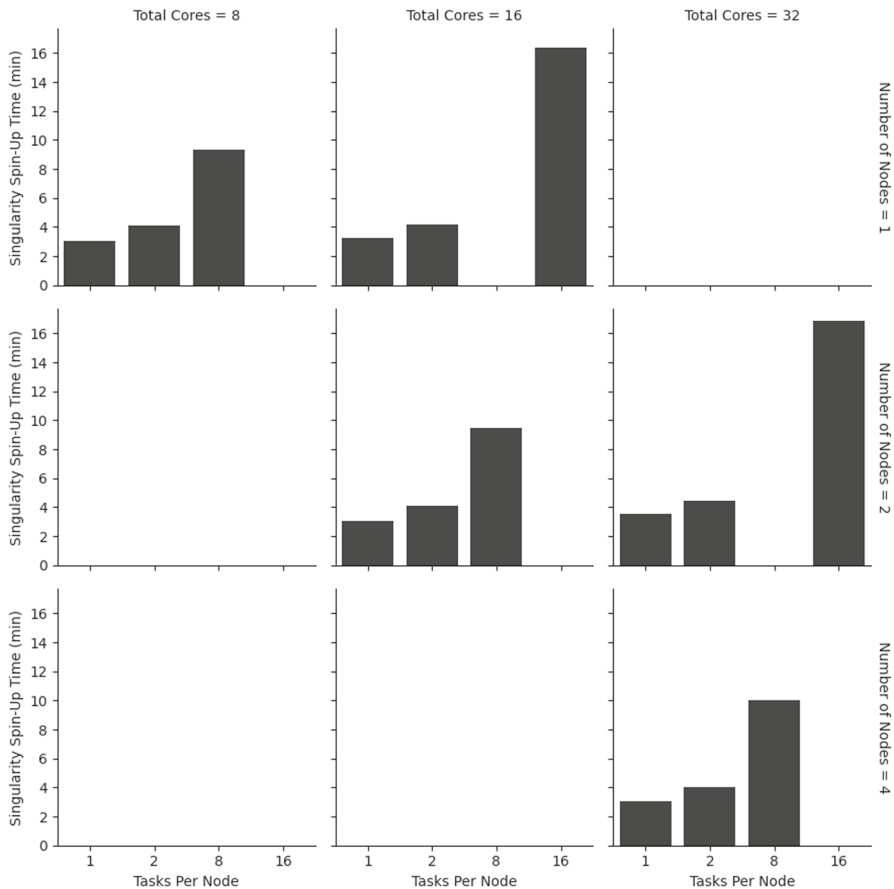 Total Cores = 8
Total Cores = 16
Total Cores = 32
Singularity Spin-Up Time (min)
16
14
12
10
8
6
4
2
0
Number of Nodes = 1
Singularity Spin-Up Time (min)
16
14
12
10
8
6
4
2
0
Number of Nodes = 2
Singularity Spin-Up Time (min)
16
14
12
10
8
6
4
2
0
Number of Nodes = 4
1 2 8 16
1 2 8 16
1 2 8 16
Tasks Per Node
Tasks Per Node
Tasks Per Node